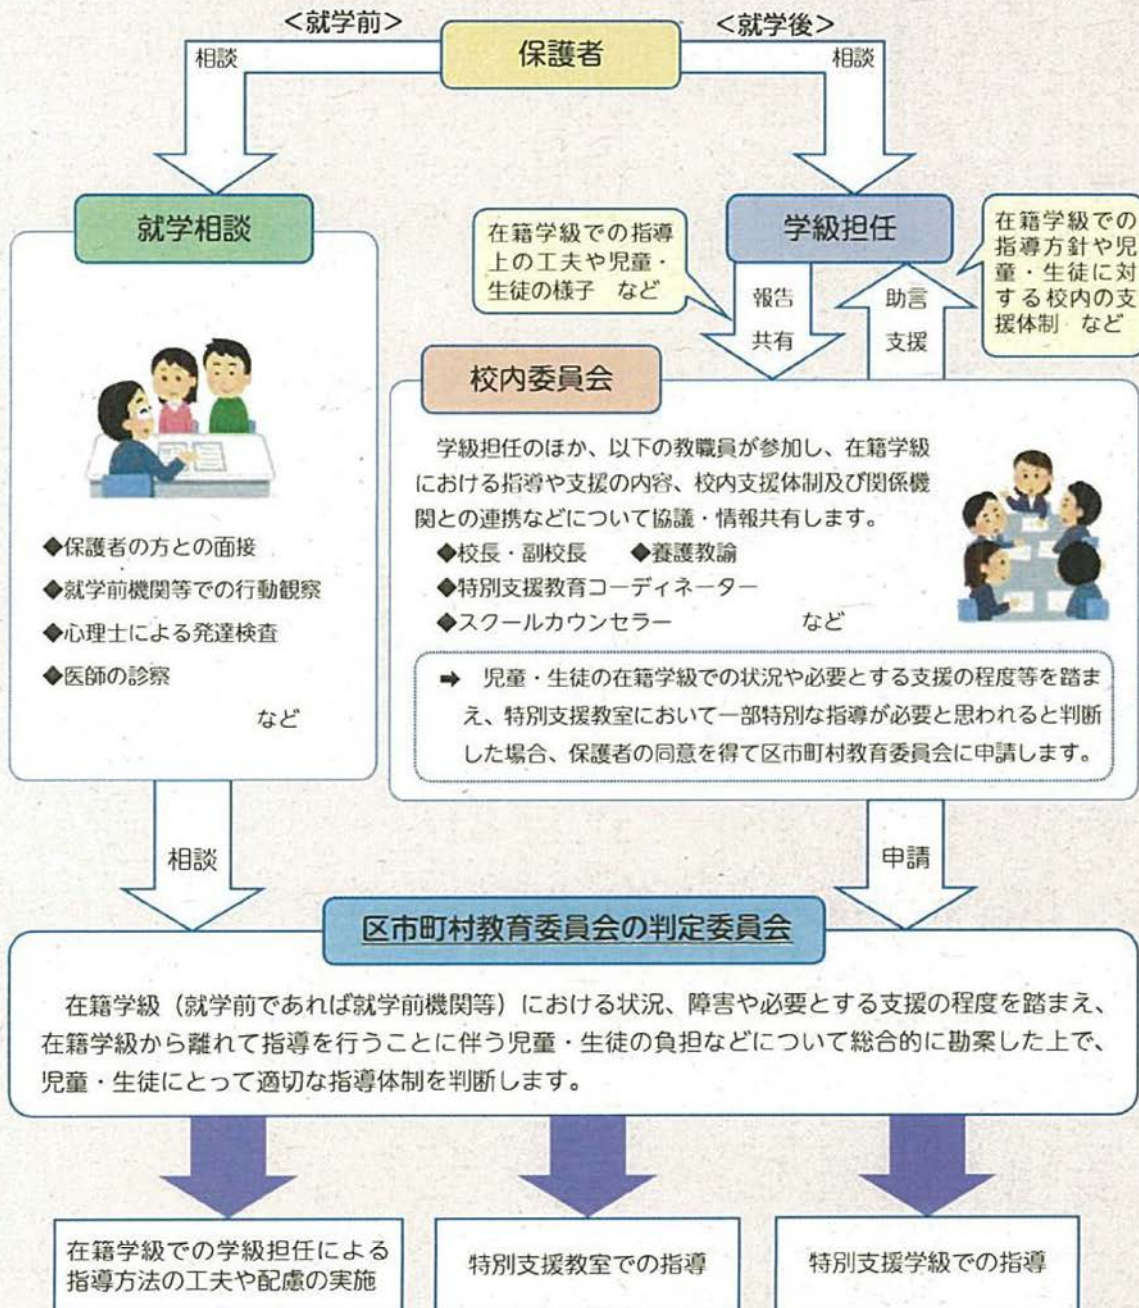 <就学前>
保護者
<就学後>
相談
相談
就学相談
◆保護者の方との面接
◆就学前機関等での行動観察
◆心理士による発達検査
◆医師の診察
など
在籍学級での指導
上の工夫や児童・
生徒の様子 など
学級担任
在籍学級での
指導方針や児
童・生徒に対
する校内の支
援体制 など
報告
共有
助言
支援
校内委員会
学級担任のほか、以下の教職員が参加し、在籍学級
における指導や支援の内容、校内支援体制及び関係機
関との連携などについて協議・情報共有します。
◆校長・副校長 ◆養護教諭
◆特別支援教育コーディネーター
◆スクールカウンセラー など
➡ 児童・生徒の在籍学級での状況や必要とする支援の程度等を踏ま
え、特別支援教室において一部特別な指導が必要と思われると判断
した場合、保護者の同意を得て区市町村教育委員会に申請します。
相談
申請
区市町村教育委員会の判定委員会
在籍学級（就学前であれば就学前機関等）における状況、障害や必要とする支援の程度を踏まえ、
在籍学級から離れて指導を行うことに伴う児童・生徒の負担などについて総合的に勘案した上で、
児童・生徒にとって適切な指導体制を判断します。
在籍学級での学級担任による
指導方法の工夫や配慮の実施
特別支援教室での指導
特別支援学級での指導